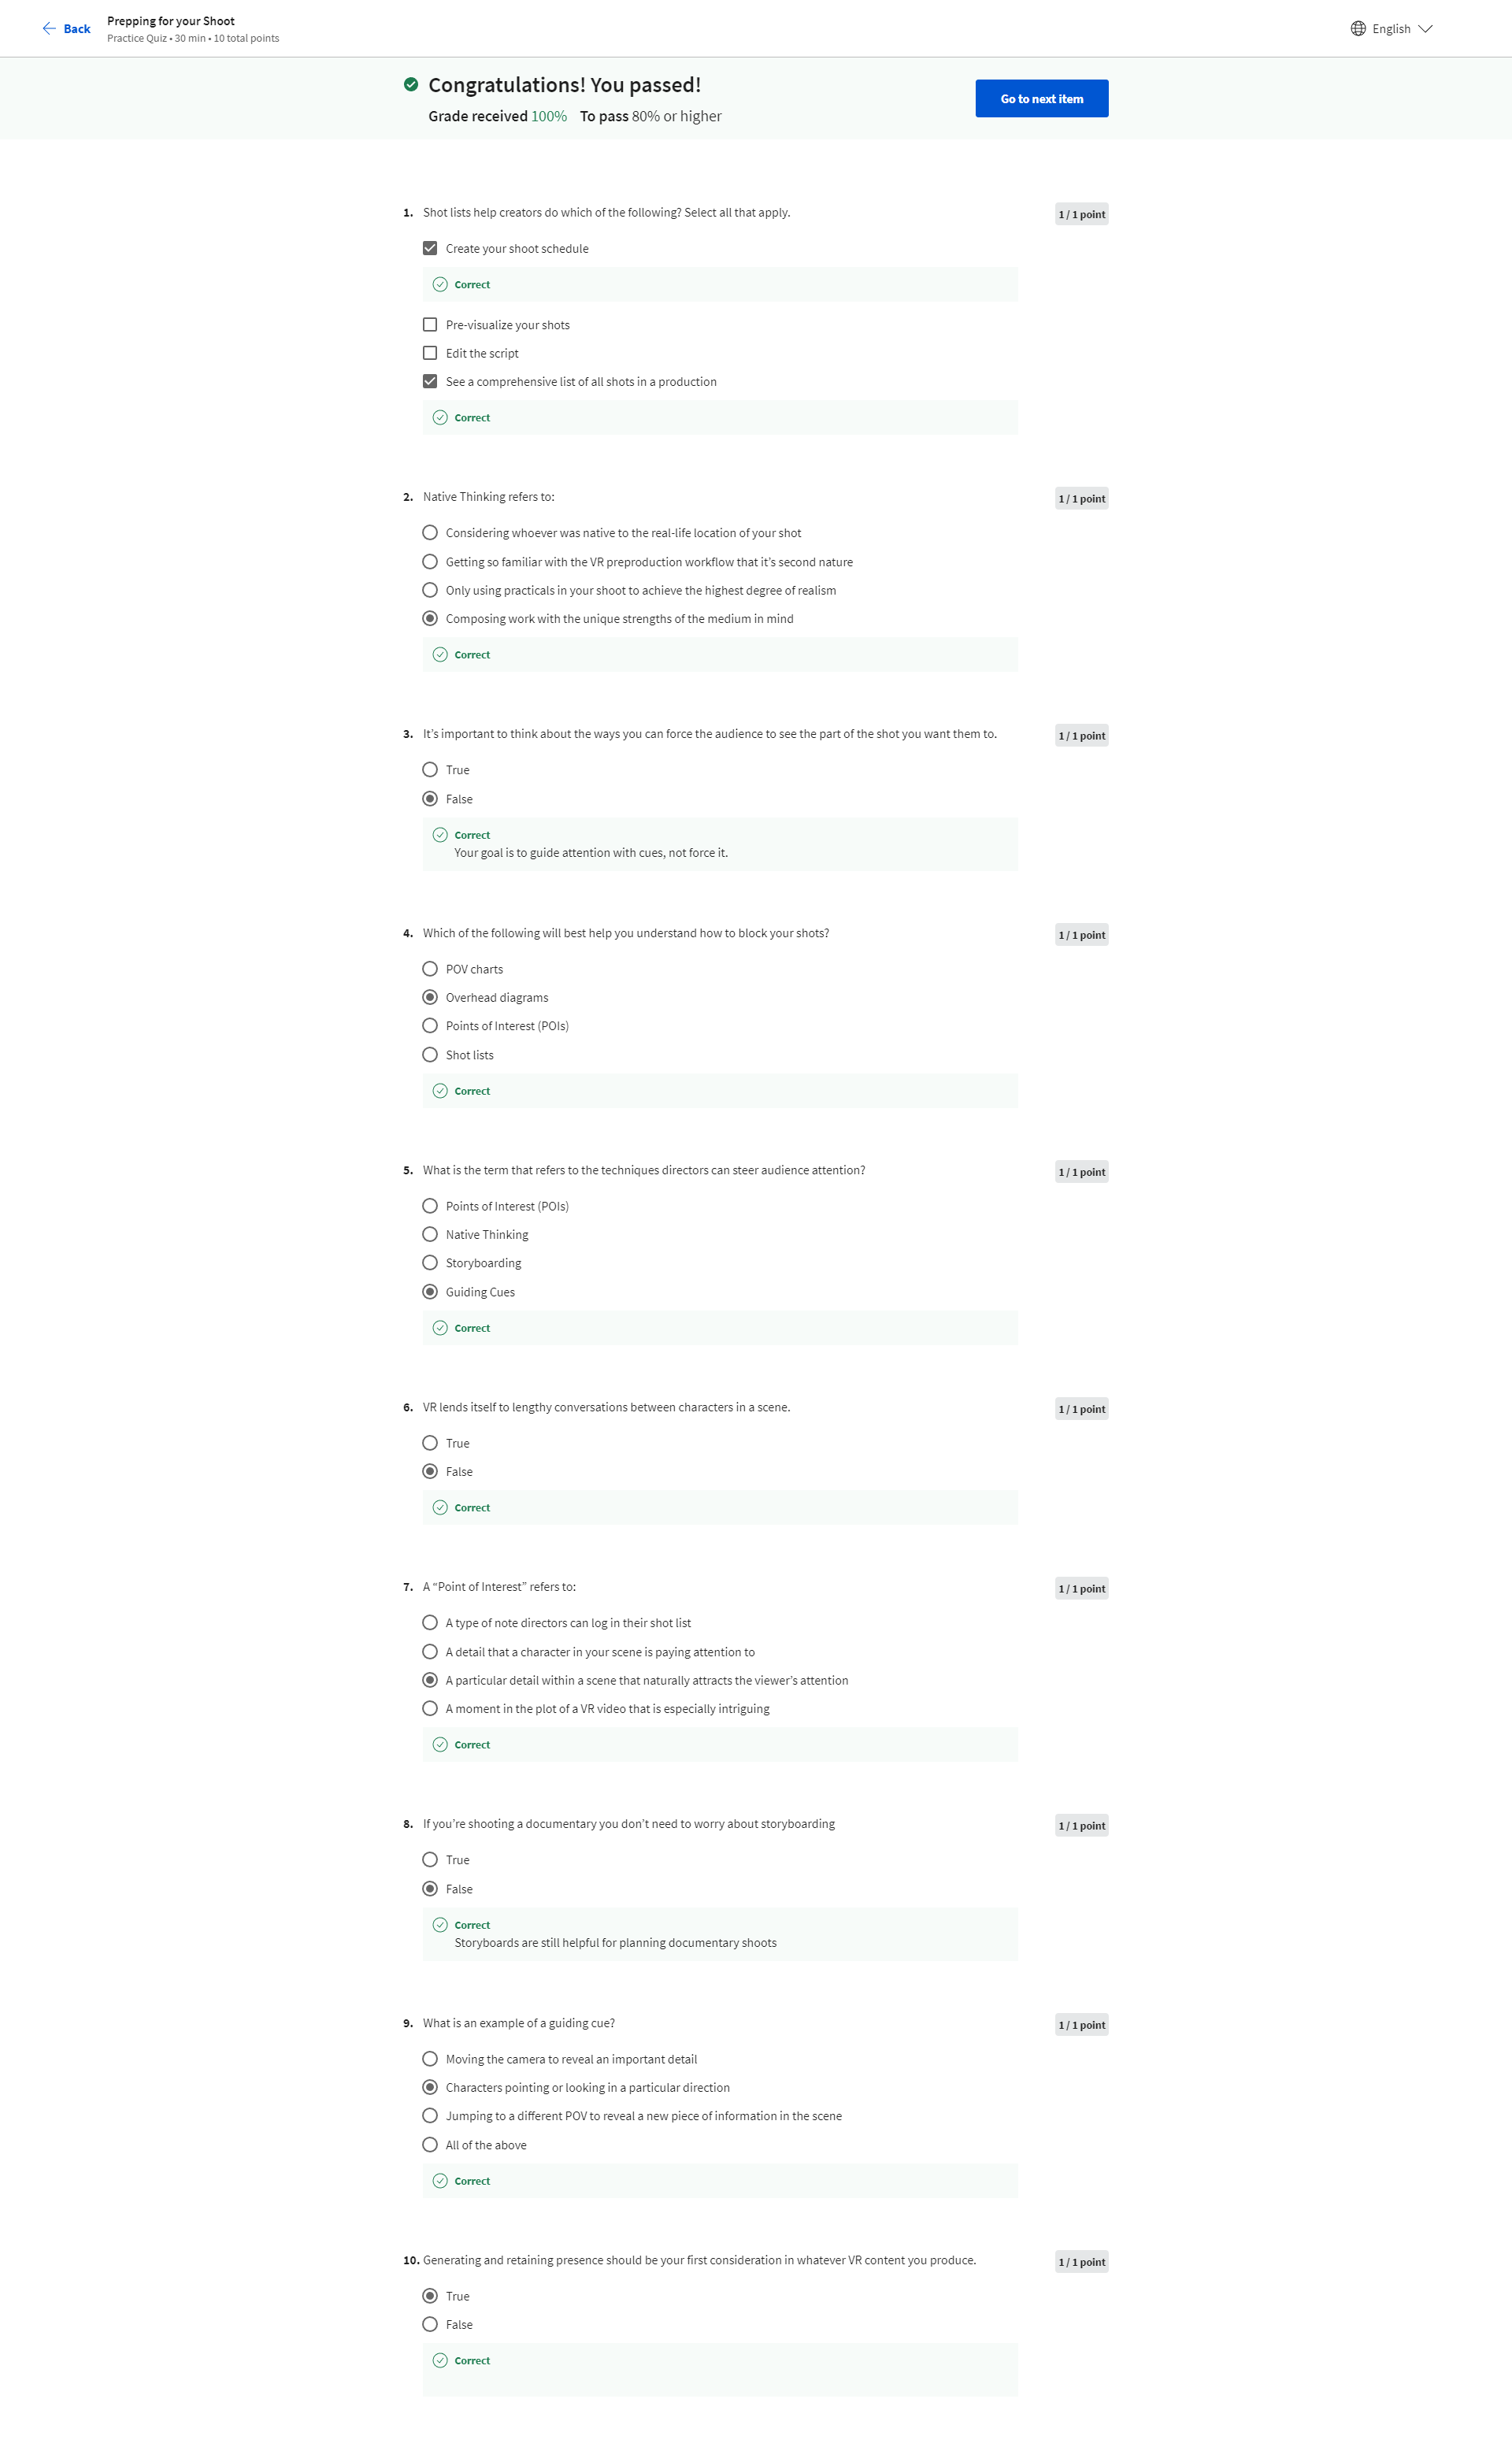 Back
Prepping for your Shoot
Practice Quiz • 30 min • 10 total points
English
Congratulations! You passed!
Grade received 100% To pass 80% or higher
Go to next item
1. Shot lists help creators do which of the following? Select all that apply.
1 / 1 point
Create your shoot schedule
Correct
Pre-visualize your shots
Edit the script
See a comprehensive list of all shots in a production
Correct
2. Native Thinking refers to:
1 / 1 point
Considering whoever was native to the real-life location of your shot
Getting so familiar with the VR preproduction workflow that it’s second nature
Only using practicals in your shoot to achieve the highest degree of realism
Composing work with the unique strengths of the medium in mind
Correct
3. It’s important to think about the ways you can force the audience to see the part of the shot you want them to.
1 / 1 point
True
False
Correct
Your goal is to guide attention with cues, not force it.
4. Which of the following will best help you understand how to block your shots?
1 / 1 point
POV charts
Overhead diagrams
Points of Interest (POIs)
Shot lists
Correct
5. What is the term that refers to the techniques directors can steer audience attention?
1 / 1 point
Points of Interest (POIs)
Native Thinking
Storyboarding
Guiding Cues
Correct
6. VR lends itself to lengthy conversations between characters in a scene.
1 / 1 point
True
False
Correct
7. A “Point of Interest” refers to:
1 / 1 point
A type of note directors can log in their shot list
A detail that a character in your scene is paying attention to
A particular detail within a scene that naturally attracts the viewer’s attention
A moment in the plot of a VR video that is especially intriguing
Correct
8. If you’re shooting a documentary you don’t need to worry about storyboarding
1 / 1 point
True
False
Correct
Storyboards are still helpful for planning documentary shoots
9. What is an example of a guiding cue?
1 / 1 point
Moving the camera to reveal an important detail
Characters pointing or looking in a particular direction
Jumping to a different POV to reveal a new piece of information in the scene
All of the above
Correct
10. Generating and retaining presence should be your first consideration in whatever VR content you produce.
1 / 1 point
True
False
Correct